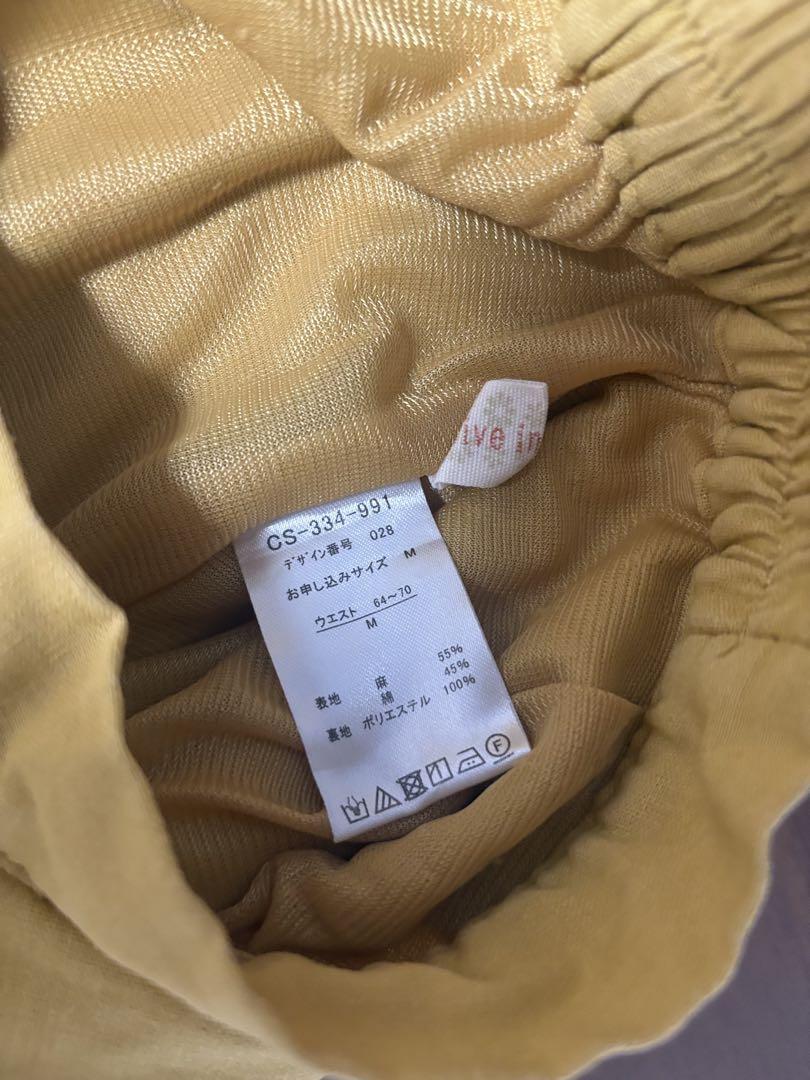 ive in
CS-334-991
デザイン番号 028
お申し込みサイズ M
ウエスト 64～70
M
表地 麻 55%
綿 45%
裏地 ポリエステル 100%
F